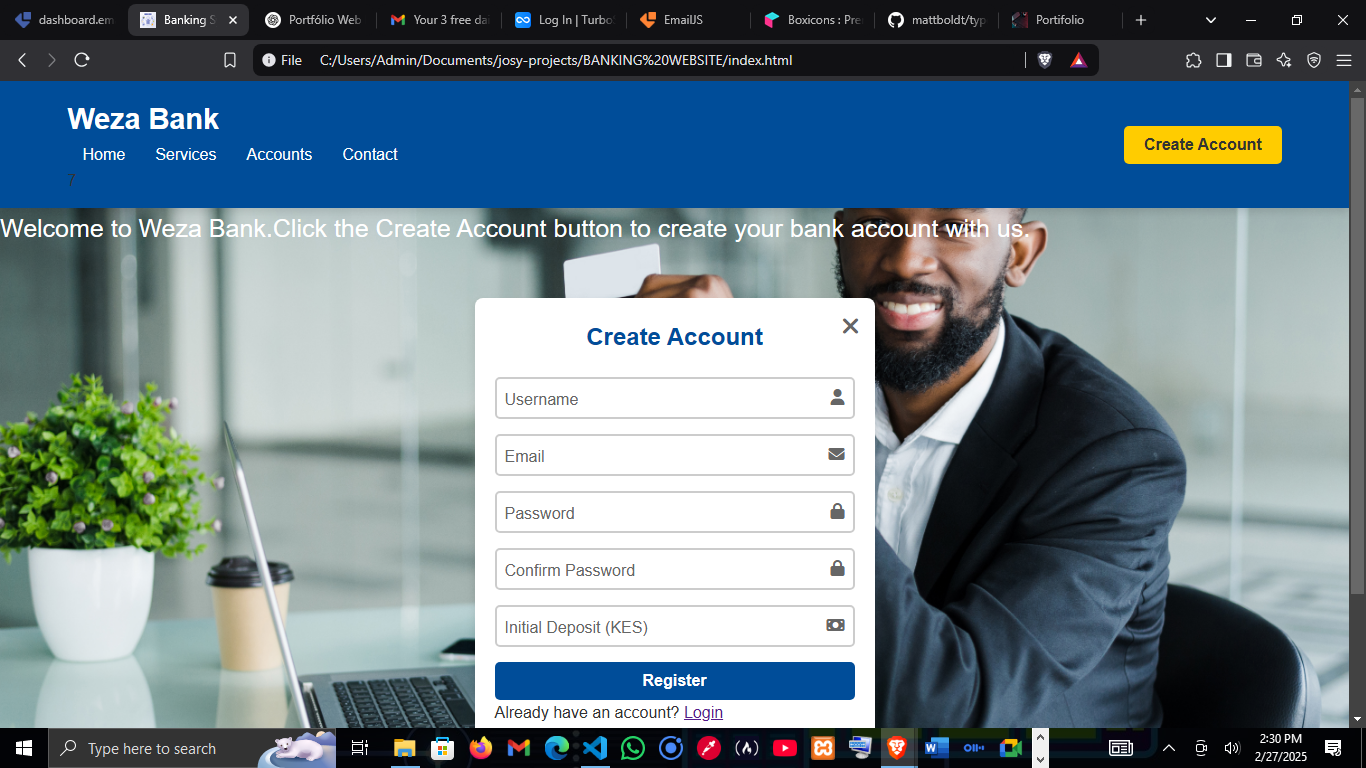 dashboard.em
Banking S
Portfólio Web
Your 3 free dai
Log In | Turbo
EmailJS
Boxicons : Pre
mattboldt/typ
Portifolio
File C:/Users/Admin/Documents/josy-projects/BANKING%20WEBSITE/index.html
Weza Bank
Home Services Accounts Contact
Create Account
7
Welcome to Weza Bank.Click the Create Account button to create your bank account with us.
Create Account
Username
Email
Password
Confirm Password
Initial Deposit (KES)
Register
Already have an account? Login
Type here to search
2:30 PM
2/27/2025